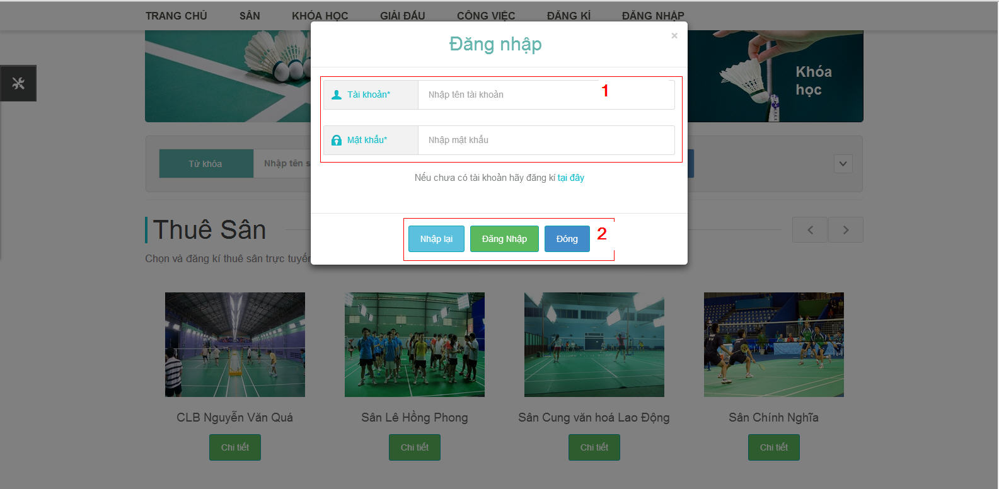 TRANG CHỦ SÂN KHÓA HỌC GIẢI ĐẤU CÔNG VIỆC ĐĂNG KÍ ĐĂNG NHẬP
×
Đăng nhập
Khóa
học
1
Tài khoản* Nhập tên tài khoản
Mật khẩu* Nhập mật khẩu
Từ khóa Nhập tên s
Nếu chưa có tài khoản hãy đăng kí tại đây
Thuê Sân
Nhập lại Đăng Nhập Đóng 2
Chọn và đăng kí thuê sân trực tuyến
CLB Nguyễn Văn Quá Sân Lê Hồng Phong Sân Cung văn hoá Lao Động Sân Chính Nghĩa
Chi tiết Chi tiết Chi tiết Chi tiết